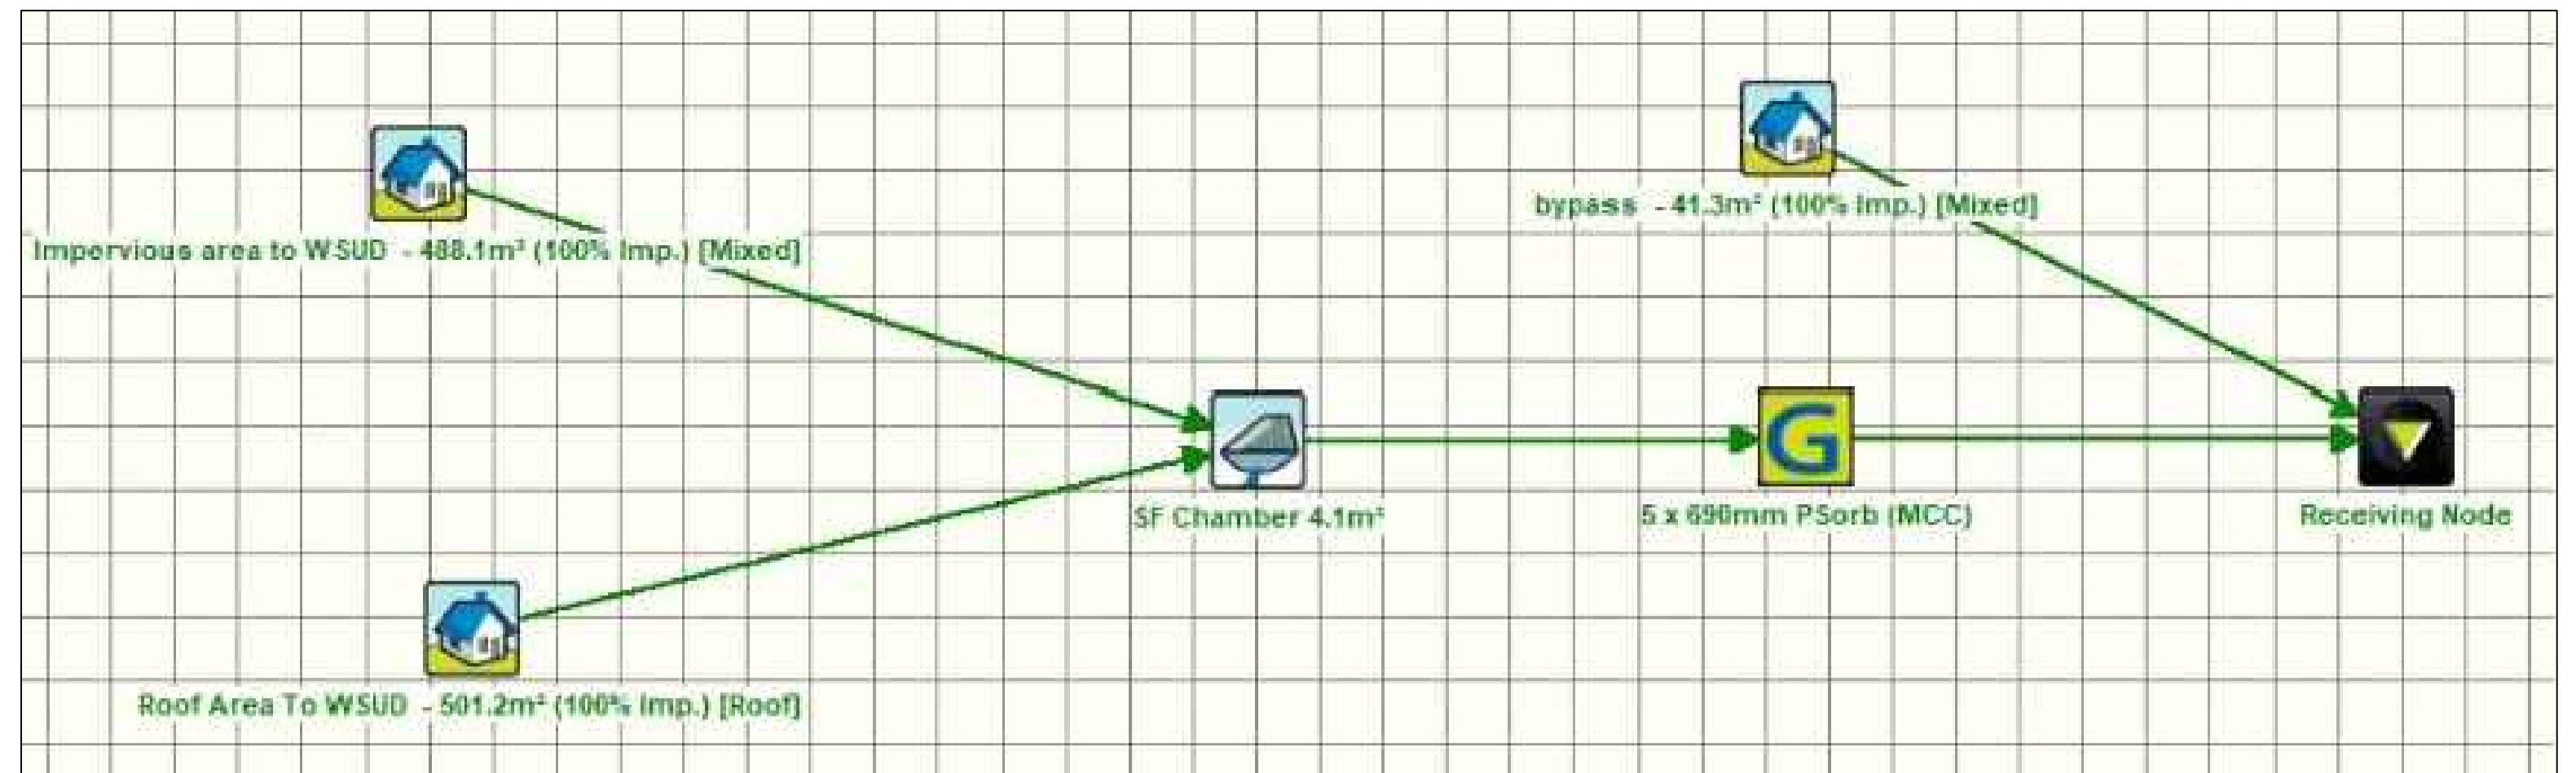 bypass - 41.3m² (100% Imp.) [Mixed]
Impervious area to WSUD - 488.1m² (100% Imp.) [Mixed]
G
SF Chamber 4.1m²
5 x 690mm PSorb (MCC)
Receiving Node
Roof Area To WSUD - 501.2m² (100% Imp.) [Roof]